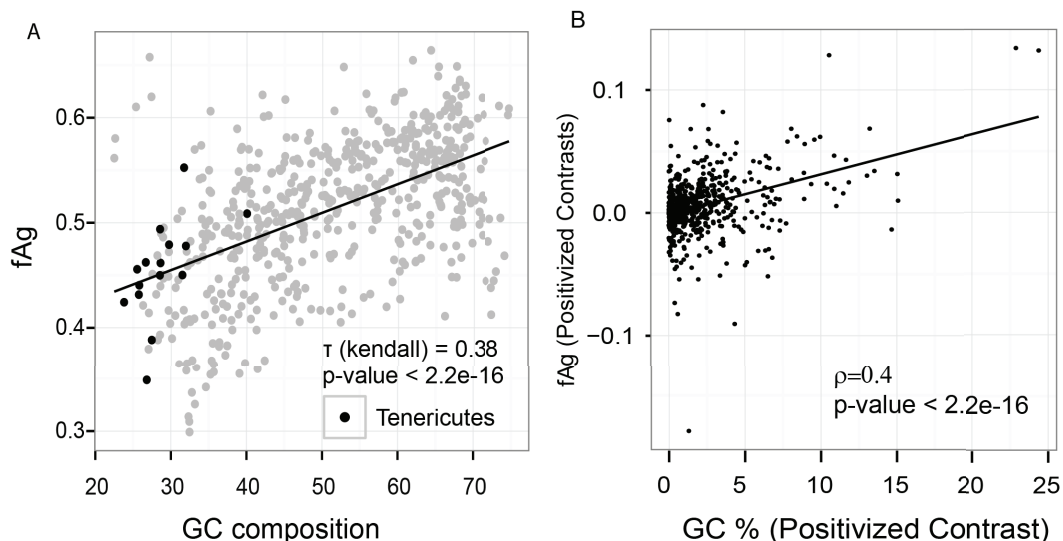 A
fAg
0.6
0.5
0.4
0.3
20
30
40
50
60
70
GC composition
τ (kendall) = 0.38
p-value < 2.2e-16
Tenericutes
B
fAg (Positivized Contrasts)
0.1
0.0
−0.1
0
5
10
15
20
25
GC % (Positivized Contrast)
ρ=0.4
p-value < 2.2e-16